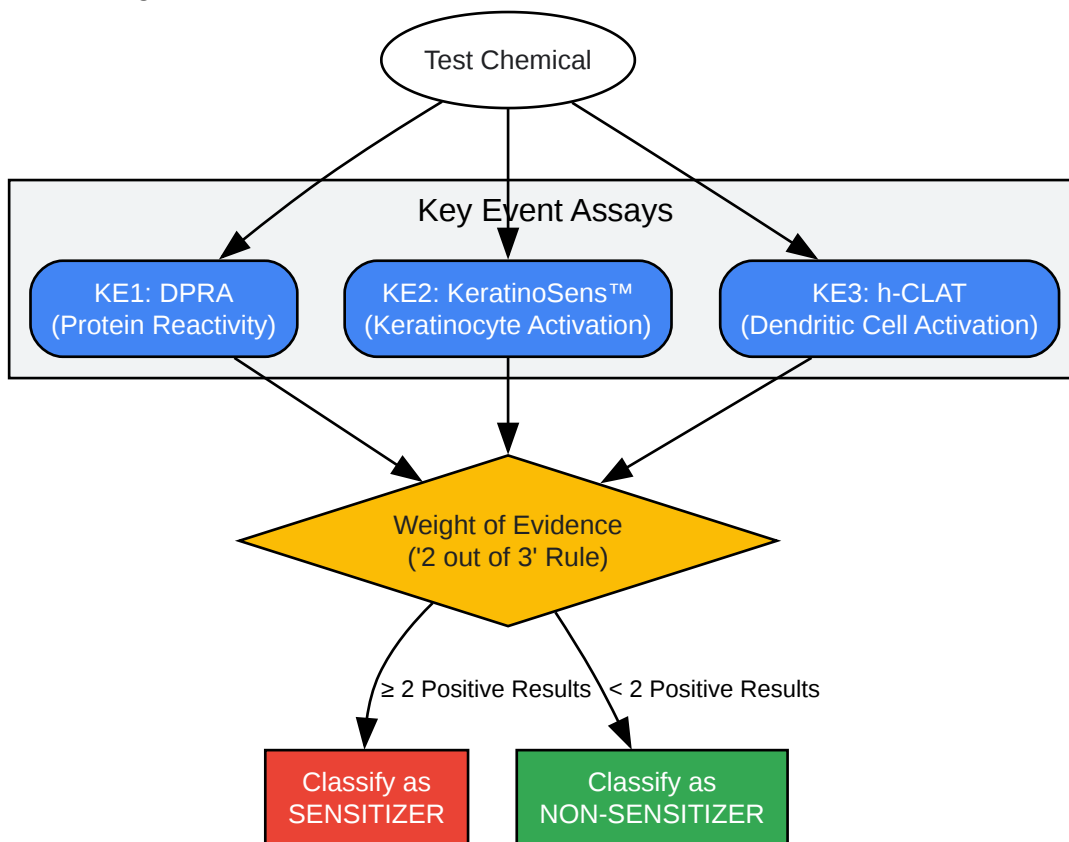 Test Chemical
Key Event Assays
KE1: DPRA
(Protein Reactivity)
KE2: KeratinoSens™
(Keratinocyte Activation)
KE3: h-CLAT
(Dendritic Cell Activation)
Weight of Evidence
('2 out of 3' Rule)
≥ 2 Positive Results
< 2 Positive Results
Classify as
SENSITIZER
Classify as
NON-SENSITIZER